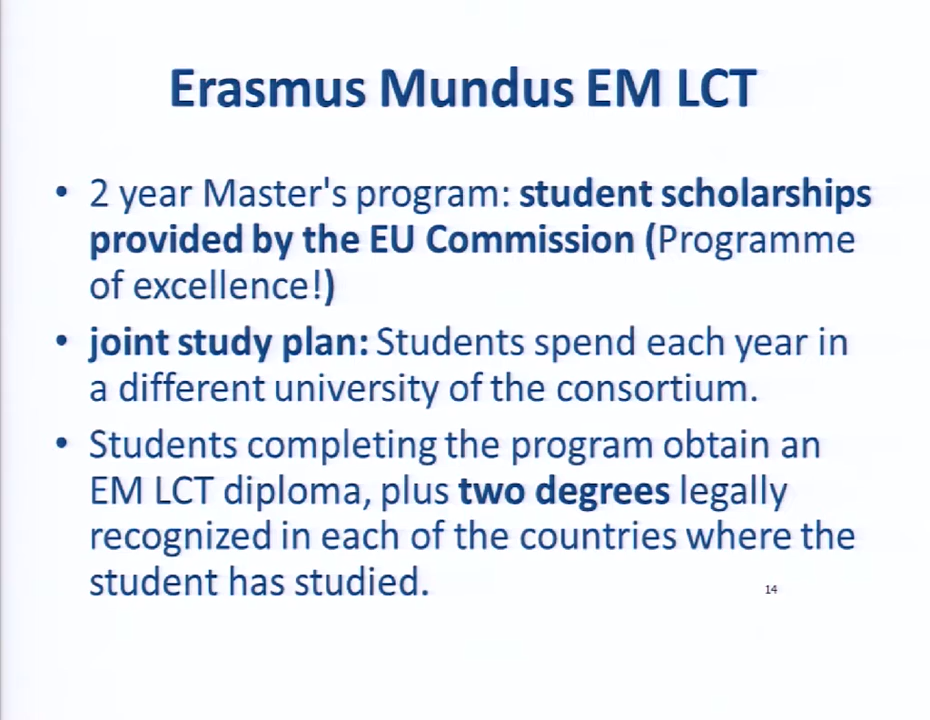 Erasmus Mundus EM LCT
• 2 year Master's program: student scholarships
provided by the EU Commission (Programme
of excellence!)
• joint study plan: Students spend each year in
a different university of the consortium.
• Students completing the program obtain an
EM LCT diploma, plus two degrees legally
recognized in each of the countries where the
student has studied.
14